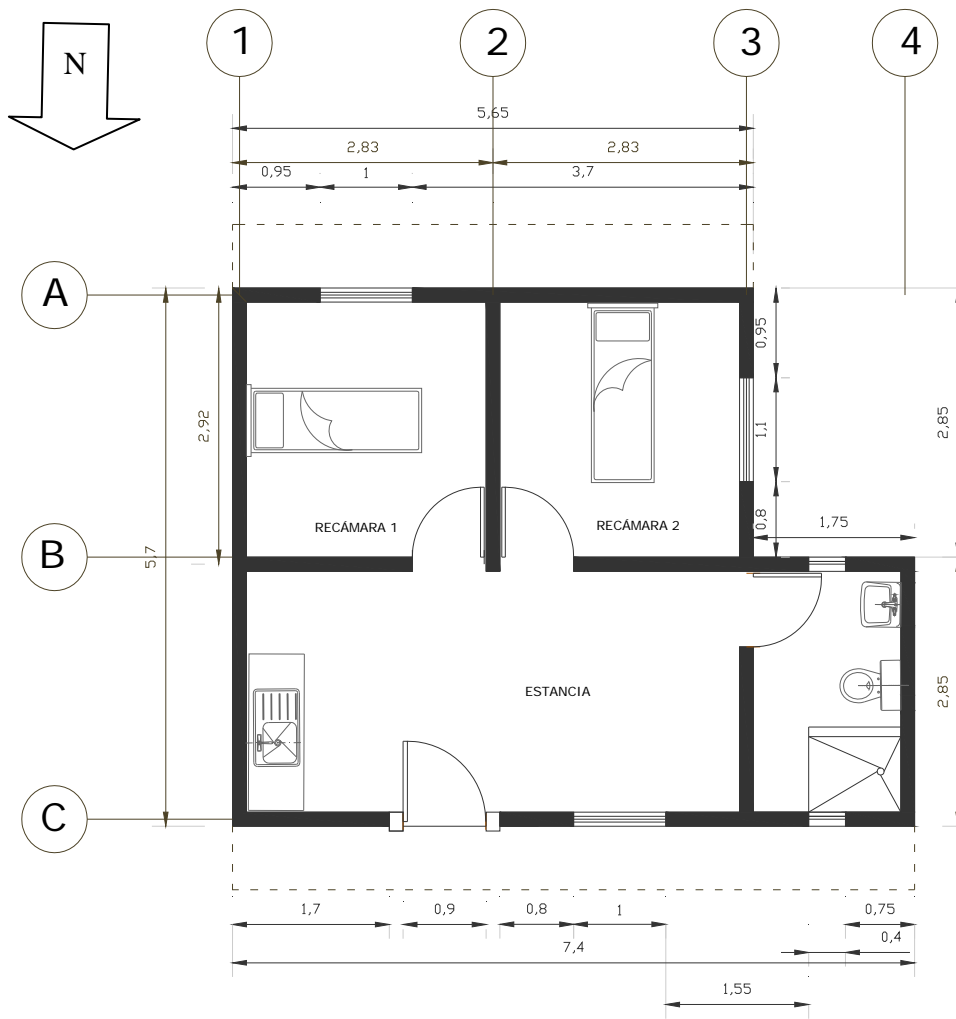 N
1 2 3 4
5,65
2,83 2,83
0,95 1 3,7
A
0,95
2,92
1,1
2,85
RECÁMARA 1
RECÁMARA 2
0,8
1,75
B
5,7
ESTANCIA
2,85
C
1,7 0,9 0,8 1 0,75
7,4 0,4
1,55